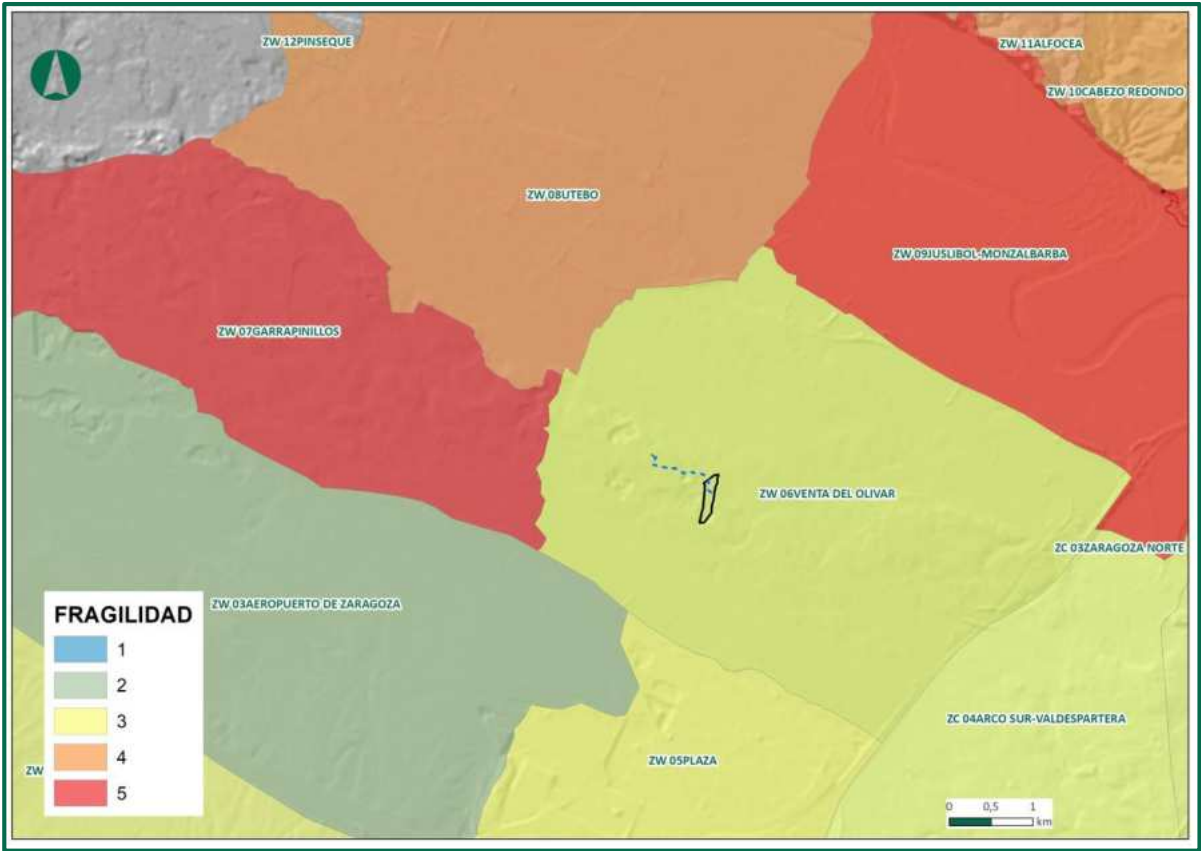 ZW 12PINSEQUE
ZW 11ALFOCEA
ZW 10CABEZO REDONDO
ZW 08UTEBO
ZW 09JUSLIBOL-MONZALBARBA
ZW 07GARRAPINILLOS
ZW 06VENTA DEL OLIVAR
ZC 03ZARAGOZA NORTE
ZW 03AEROPUERTO DE ZARAGOZA
ZC 04ARCO SUR-VALDESPARTERA
ZW 05PLAZA
ZW
FRAGILIDAD
1
2
3
4
5
0 0,5 1
km